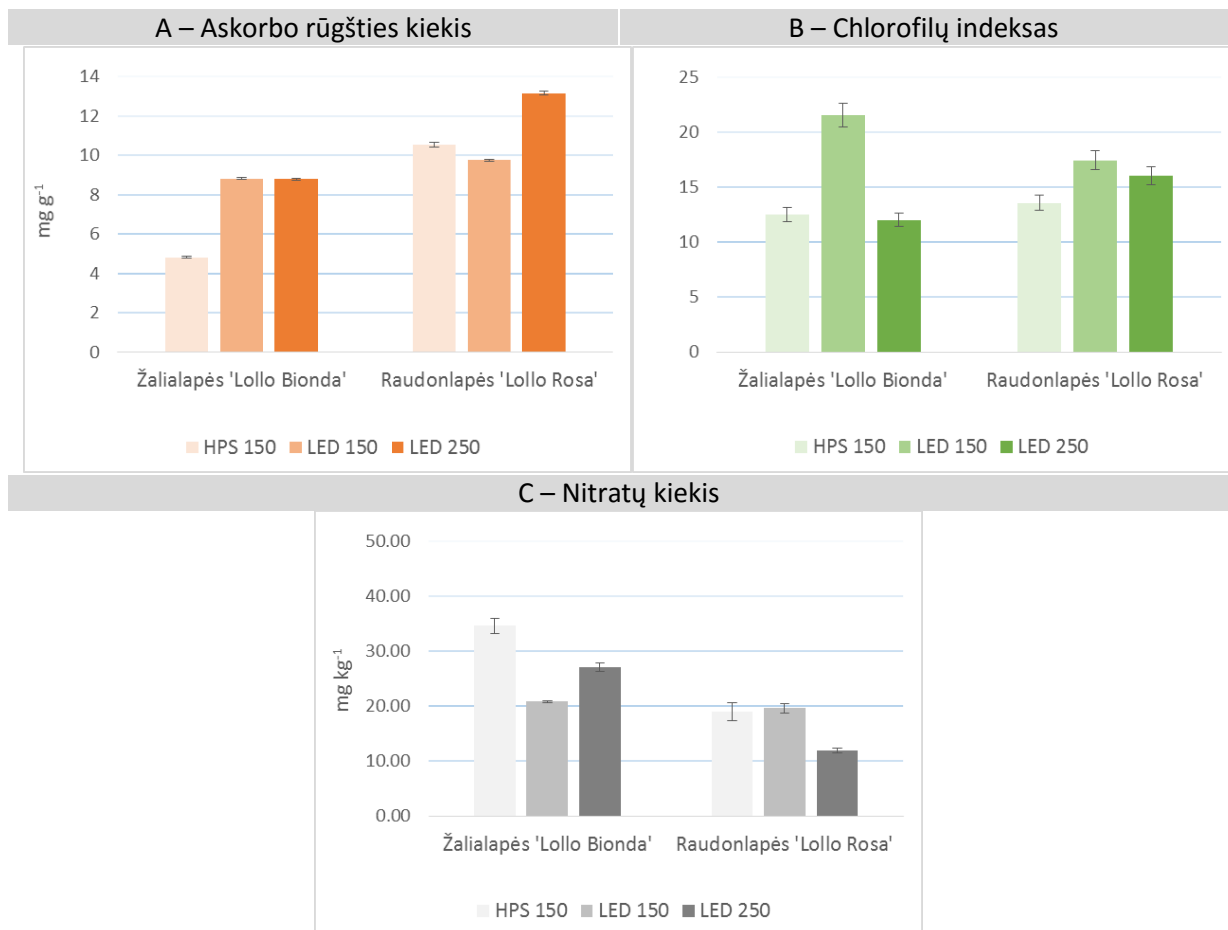 A – Askorbo rūgšties kiekis
B – Chlorofilų indeksas
14
12
10
8
6
4
2
0
mg g⁻¹
Žalialapės 'Lollo Bionda' Raudonlapės 'Lollo Rosa'
HPS 150 LED 150 LED 250
25
20
15
10
5
0
Žalialapės 'Lollo Bionda' Raudonlapės 'Lollo Rosa'
HPS 150 LED 150 LED 250
C – Nitratų kiekis
50.00
40.00
30.00
20.00
10.00
0.00
mg kg⁻¹
Žalialapės 'Lollo Bionda' Raudonlapės 'Lollo Rosa'
HPS 150 LED 150 LED 250